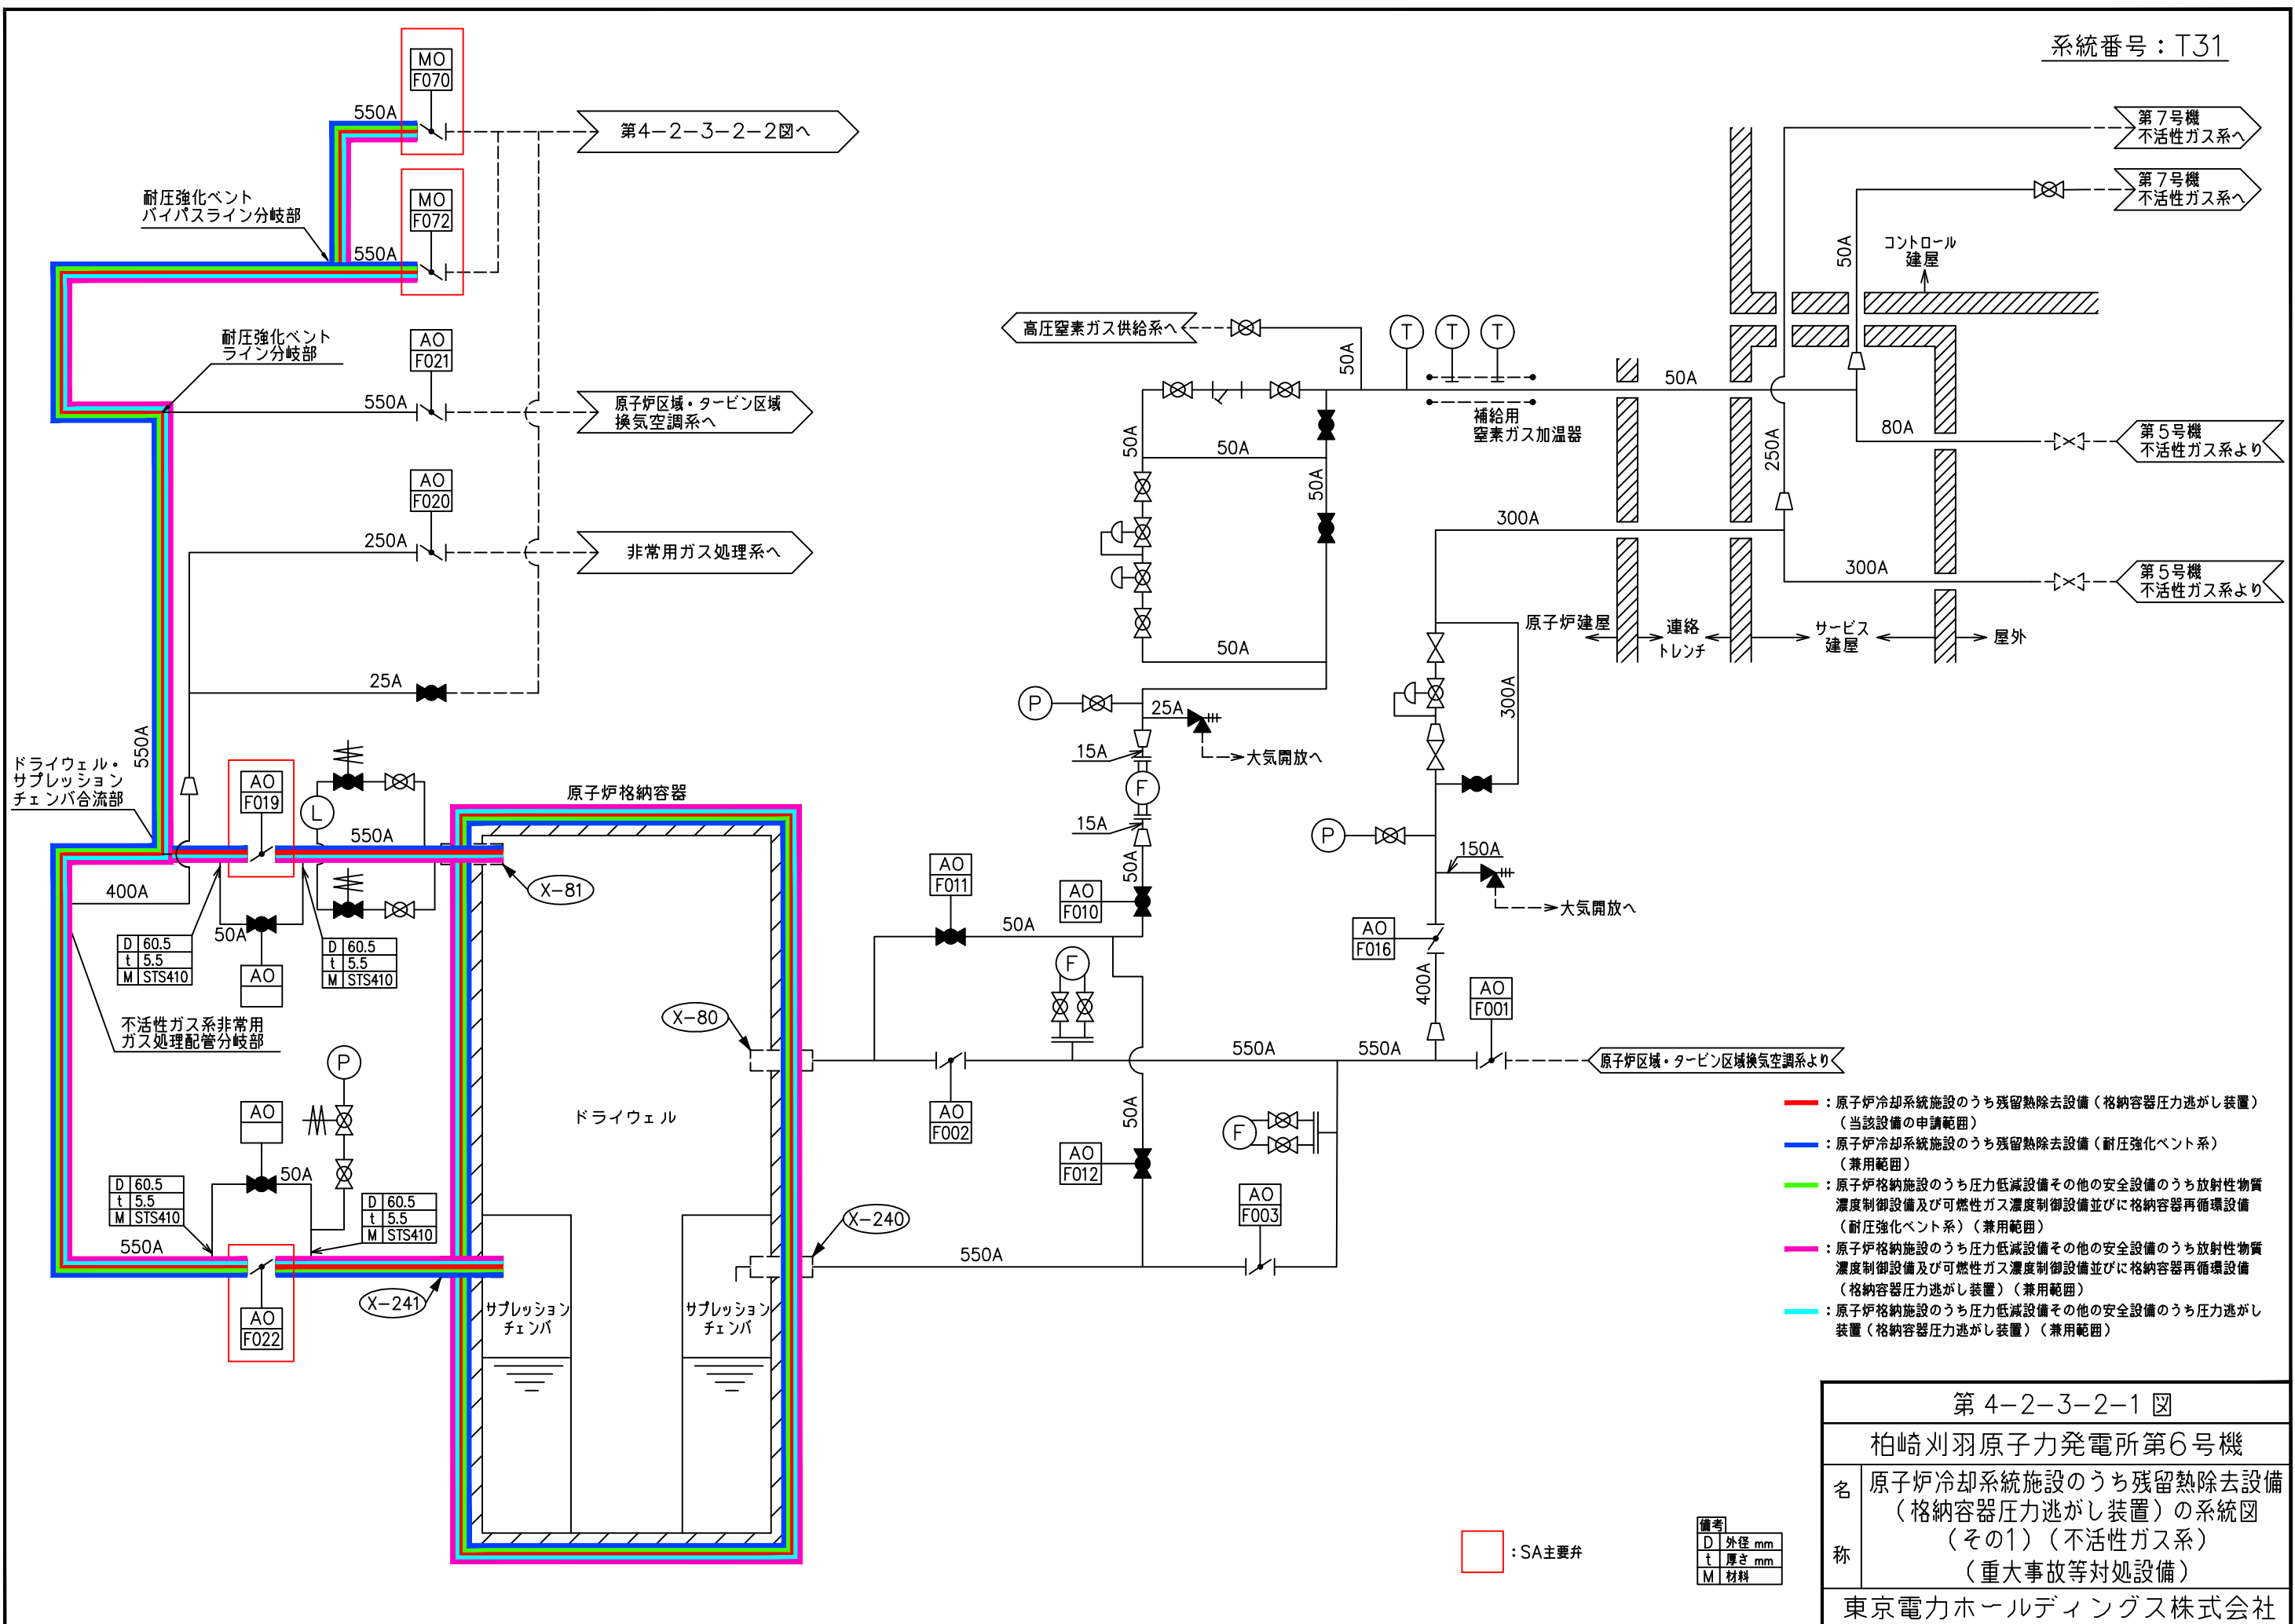 系統番号：T31
MO
F070
550A
第4-2-3-2-2図へ
MO
F072
550A
耐圧強化ベント
バイパスライン分岐部
耐圧強化ベント
ライン分岐部
AO
F021
550A
原子炉区域・タービン区域
換気空調系へ
AO
F020
250A
非常用ガス処理系へ
25A
550A
ドライウェル・
サプレッション
チェンバ合流部
AO
F019
L
550A
原子炉格納容器
X-81
400A
50A
D 60.5
t 5.5
M STS410
D 60.5
t 5.5
M STS410
AO
不活性ガス系非常用
ガス処理配管分岐部
P
AO
50A
D 60.5
t 5.5
M STS410
D 60.5
t 5.5
M STS410
550A
AO
F022
X-241
X-80
ドライウェル
X-240
サプレッション
チェンバ
サプレッション
チェンバ
第7号機
不活性ガス系へ
第7号機
不活性ガス系へ
50A
コントロール
建屋
高圧窒素ガス供給系へ
50A
T
T
T
50A
補給用
窒素ガス加温器
50A
50A
50A
250A
80A
第5号機
不活性ガス系より
300A
300A
第5号機
不活性ガス系より
原子炉建屋
連絡
トレンチ
サービス
建屋
屋外
50A
300A
P
25A
大気開放へ
15A
F
15A
50A
P
150A
大気開放へ
AO
F011
AO
F010
50A
F
AO
F016
400A
AO
F001
550A
550A
原子炉区域・タービン区域換気空調系より
AO
F002
50A
F
AO
F012
AO
F003
550A
：原子炉冷却系統施設のうち残留熱除去設備（格納容器圧力逃がし装置）
（当該設備の申請範囲）
：原子炉冷却系統施設のうち残留熱除去設備（耐圧強化ベント系）
（兼用範囲）
：原子炉格納施設のうち圧力低減設備その他の安全設備のうち放射性物質
濃度制御設備及び可燃性ガス濃度制御設備並びに格納容器再循環設備
（耐圧強化ベント系）（兼用範囲）
：原子炉格納施設のうち圧力低減設備その他の安全設備のうち放射性物質
濃度制御設備及び可燃性ガス濃度制御設備並びに格納容器再循環設備
（格納容器圧力逃がし装置）（兼用範囲）
：原子炉格納施設のうち圧力低減設備その他の安全設備のうち圧力逃がし
装置（格納容器圧力逃がし装置）（兼用範囲）
：SA主要弁
備考
D 外径 mm
t 厚さ mm
M 材料
第 4-2-3-2-1 図
柏崎刈羽原子力発電所第6号機
名称
原子炉冷却系統施設のうち残留熱除去設備
（格納容器圧力逃がし装置）の系統図
（その1）（不活性ガス系）
（重大事故等対処設備）
東京電力ホールディングス株式会社